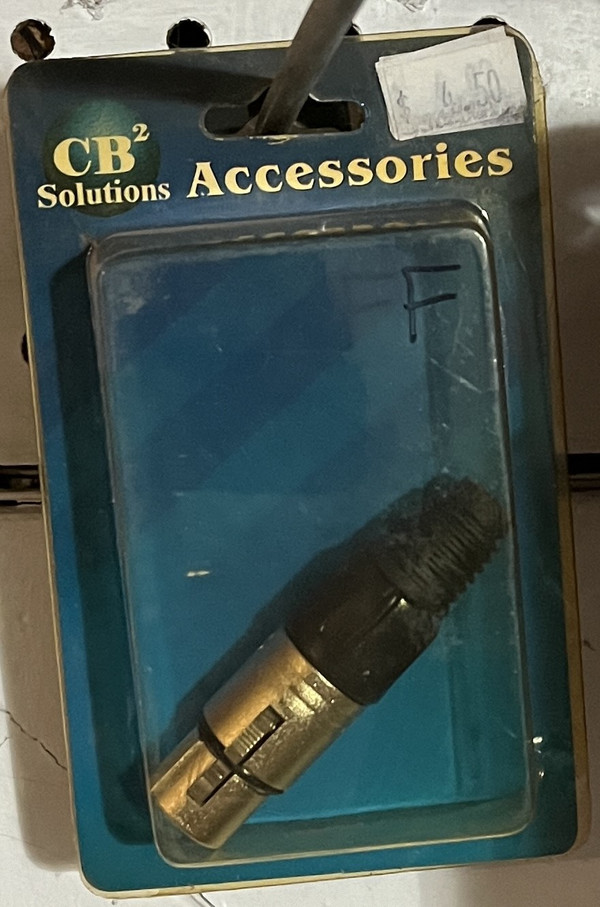 $ 4.50
CB²
Solutions
Accessories
F